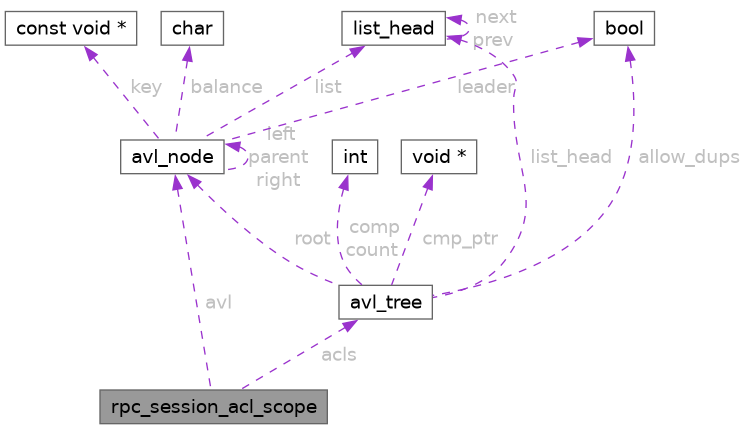 const void *
char
list_head
next
prev
bool
key
balance
list
leader
avl_node
left
parent
right
int
void *
list_head
allow_dups
root
comp
count
cmp_ptr
avl
avl_tree
acls
rpc_session_acl_scope